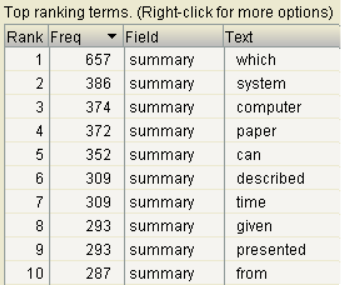 Top ranking terms. (Right-click for more options)
Rank Freq Field Text
1 657 summary which
2 386 summary system
3 374 summary computer
4 372 summary paper
5 352 summary can
6 309 summary described
7 309 summary time
8 293 summary given
9 293 summary presented
10 287 summary from